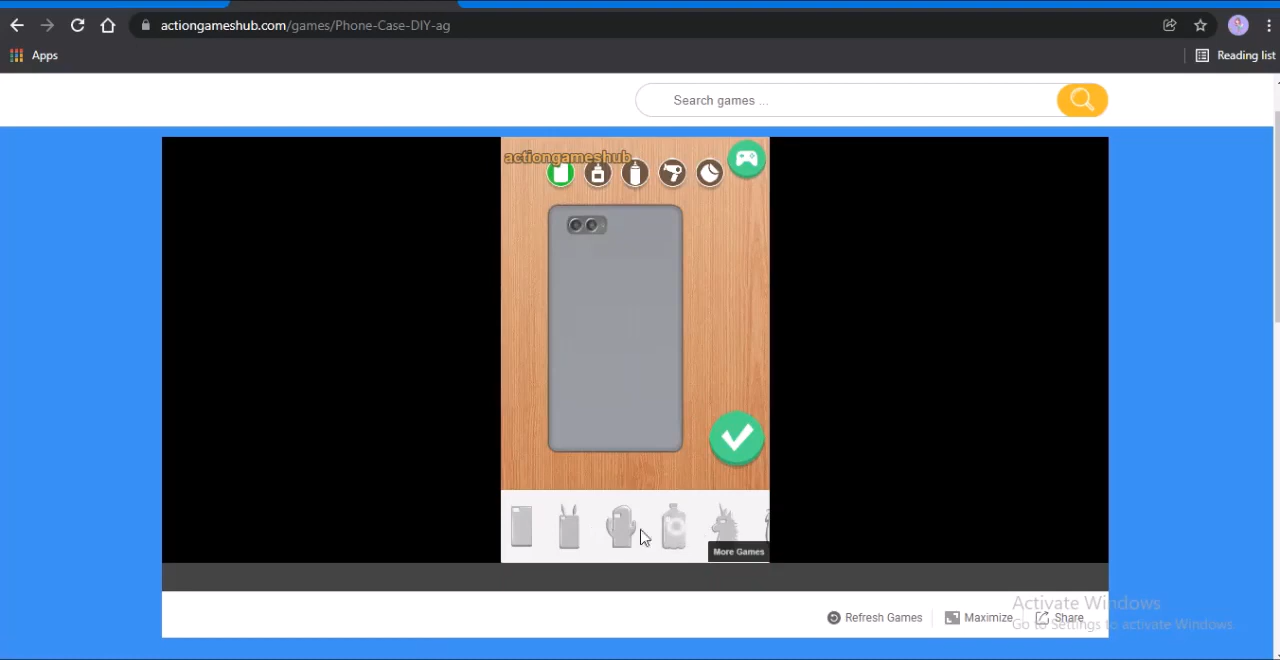 actiongameshub.com/games/Phone-Case-DIY-ag
Apps
Reading list
Search games ...
actiongameshub
More Games
Refresh Games
Maximize
Share
Activate Windows
Go to Settings to activate Windows.